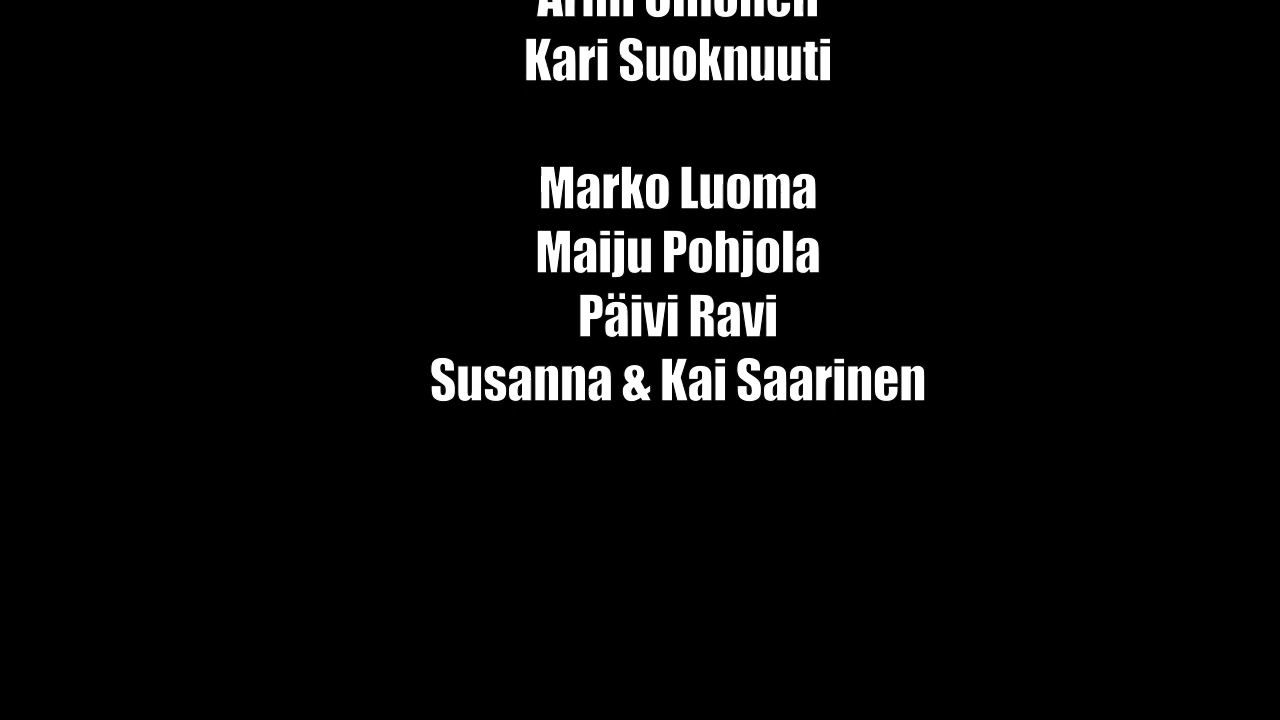 Kari Suoknuuti
Marko Luoma
Maiju Pohjola
Päivi Ravi
Susanna & Kai Saarinen